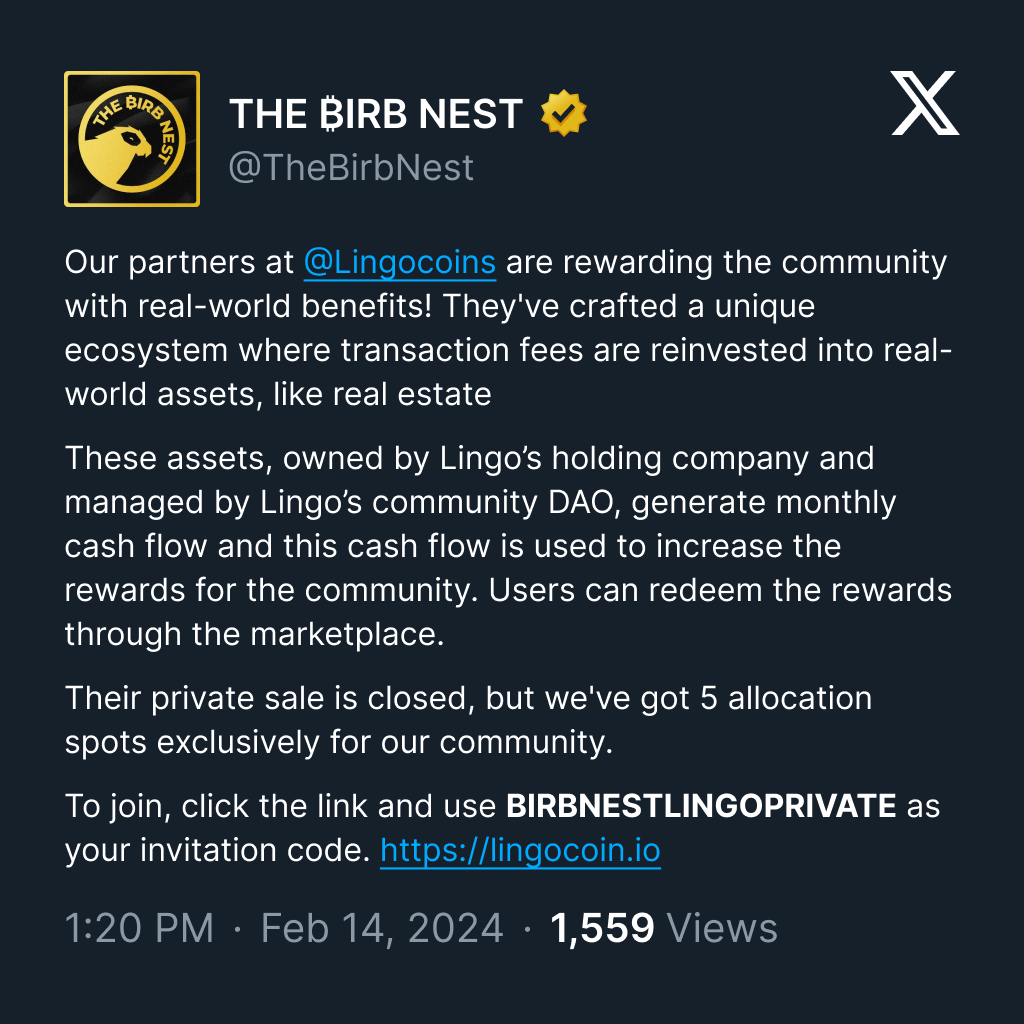 THE BIRB NEST
THE ₿IRB NEST
@TheBirbNest
Our partners at @Lingocoins are rewarding the community
with real-world benefits! They've crafted a unique
ecosystem where transaction fees are reinvested into real-
world assets, like real estate
These assets, owned by Lingo’s holding company and
managed by Lingo’s community DAO, generate monthly
cash flow and this cash flow is used to increase the
rewards for the community. Users can redeem the rewards
through the marketplace.
Their private sale is closed, but we've got 5 allocation
spots exclusively for our community.
To join, click the link and use BIRBNESTLINGOPRIVATE as
your invitation code. https://lingocoin.io
1:20 PM · Feb 14, 2024 · 1,559 Views